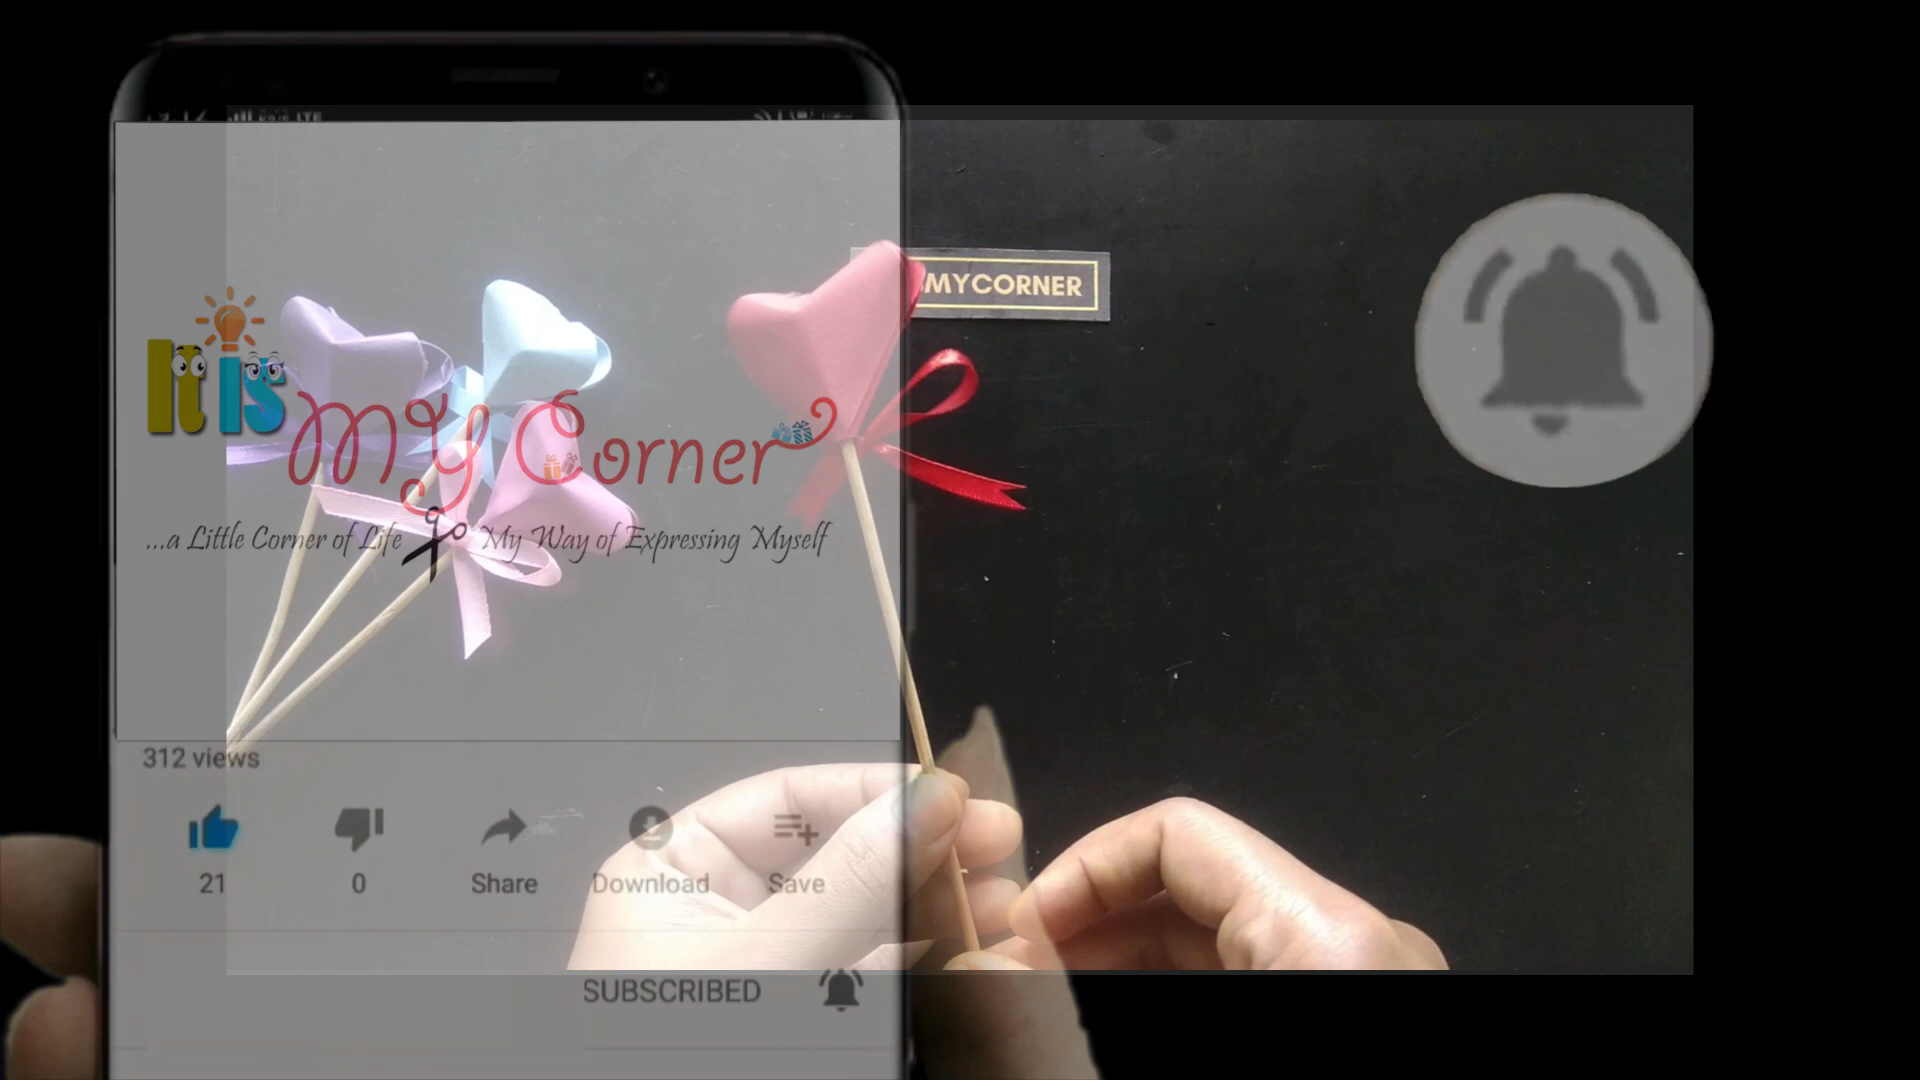 LTE
MYCORNER
It is
My Corner
...a Little Corner of Life My Way of Expressing Myself
312 views
21
0
Share
Download
Save
SUBSCRIBED